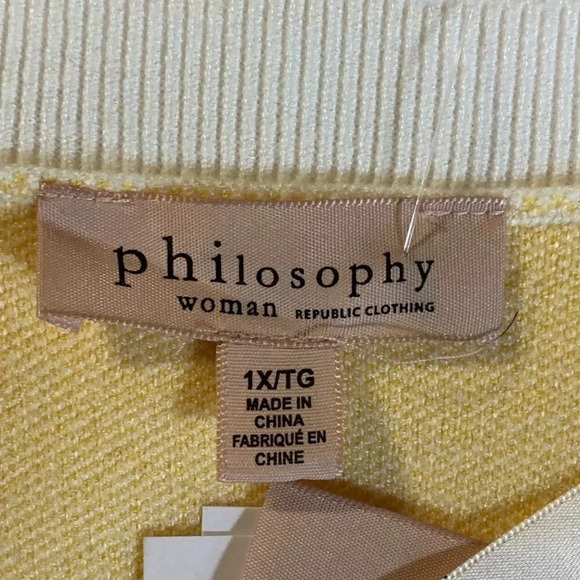 philosophy
woman REPUBLIC CLOTHING
1X/TG
MADE IN
CHINA
FABRIQUÉ EN
CHINE